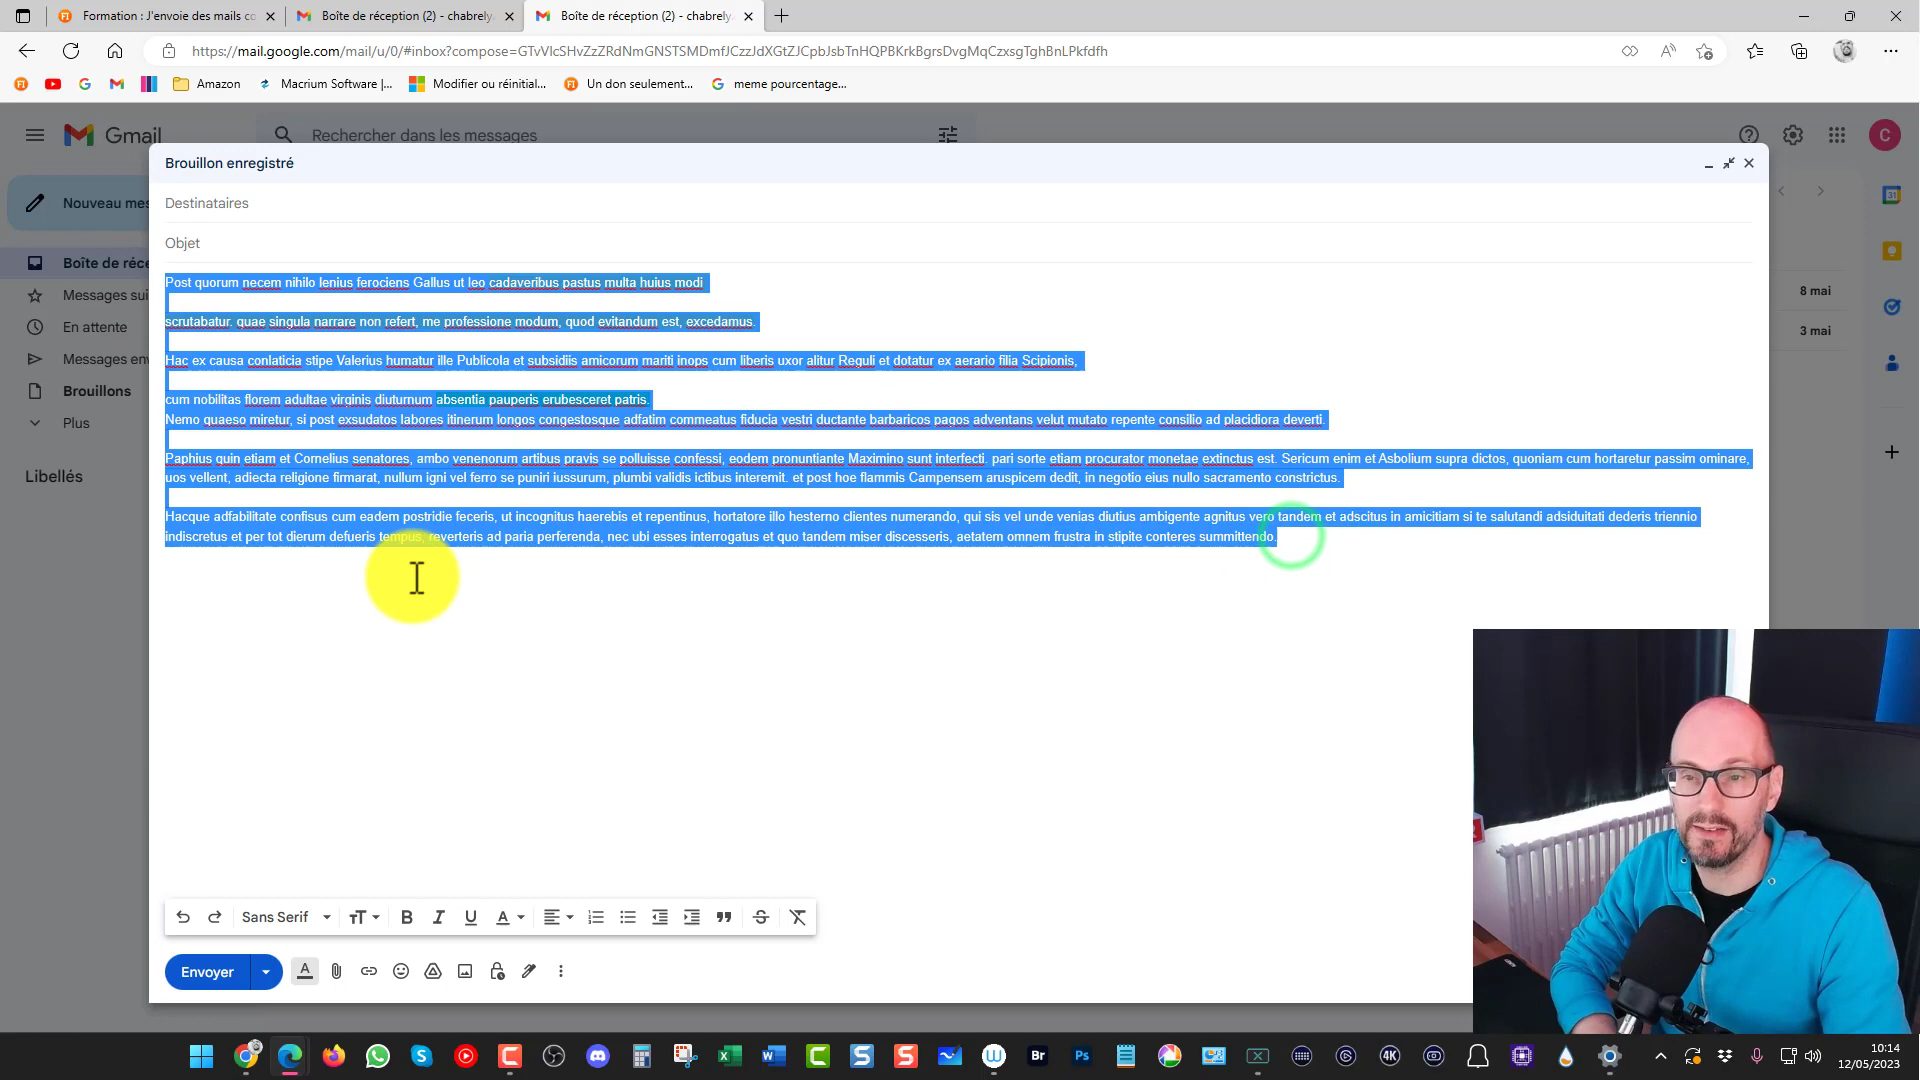 Formation : J'envoie des mails co
Boîte de réception (2) - chabrely.
Boîte de réception (2) - chabrely.
https://mail.google.com/mail/u/0/#inbox?compose=GTvVlcSHvZzZRdNmGNSTSMDmfJCzzJdXGtZJCpbJsbTnHQPBKrkBgrsDvgMqCzxsgTghBnLPkfdfh
Amazon
Macrium Software |...
Modifier ou réinitial...
Un don seulement...
meme pourcentage...
Gmail
Rechercher dans les messages
C
Brouillon enregistré
Destinataires
Objet
Nouveau mes
Boîte de réce
Messages sui
En attente
Messages env
Brouillons
Plus
Libellés
8 mai
3 mai
Post quorum necem nihilo lenius ferociens Gallus ut leo cadaveribus pastus multa huius modi
scrutabatur. quae singula narrare non refert, me professione modum, quod evitandum est, excedamus.
Hac ex causa conlaticia stipe Valerius humatur ille Publicola et subsidiis amicorum mariti inops cum liberis uxor alitur Reguli et dotatur ex aerario filia Scipionis,
cum nobilitas florem adultae virginis diuturnum absentia pauperis erubesceret patris.
Nemo quaeso miretur, si post exsudatos labores itinerum longos congestosque adfatim commeatus fiducia vestri ductante barbaricos pagos adventans velut mutato repente consilio ad placidiora deverti.
Paphius quin etiam et Cornelius senatores, ambo venenorum artibus pravis se polluisse confessi, eodem pronuntiante Maximino sunt interfecti. pari sorte etiam procurator monetae extinctus est. Sericum enim et Asbolium supra dictos, quoniam cum hortaretur passim ominare,
uos vellent, adiecta religione firmarat, nullum igni vel ferro se puniri iussurum, plumbi validis ictibus interemit. et post hoe flammis Campensem aruspicem dedit, in negotio eius nullo sacramento constrictus.
Hacque adfabilitate confisus cum eadem postridie feceris, ut incognitus haerebis et repentinus, hortatore illo hesterno clientes numerando, qui sis vel unde venias diutius ambigente agnitus vero tandem et adscitus in amicitiam si te salutandi adsiduitati dederis triennio
indiscretus et per tot dierum defueris tempus, reverteris ad paria perferenda, nec ubi esses interrogatus et quo tandem miser discesseris, aetatem omnem frustra in stipite conteres summittendo.
Sans Serif
Envoyer
Br
Ps
4K
10:14
12/05/2023